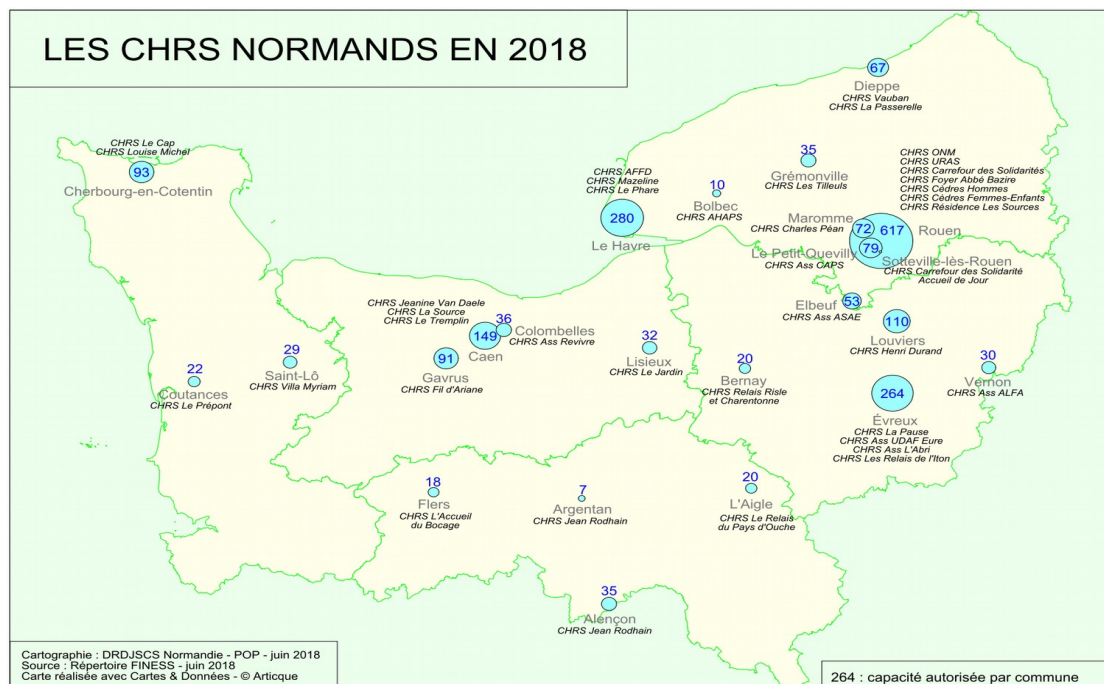 LES CHRS NORMANDS EN 2018
67
Dieppe
CHRS Vauban
CHRS La Passerelle
CHRS Le Cap
CHRS Louise Michel
93
Cherbourg-en-Cotentin
CHRS AFFD
CHRS Mazeline
CHRS Le Phare
280
Le Havre
10
Bolbec
CHRS AHAPS
35
Grémonville
CHRS Les Tilleuls
CHRS ONM
CHRS URAS
CHRS Carrefour des Solidarités
CHRS Foyer Abbé Bazire
CHRS Cèdres Hommes
CHRS Cèdres Femmes-Enfants
CHRS Résidence Les Sources
Maromme
CHRS Charles Péan
72
617
Rouen
Le Petit-Quevilly
CHRS Ass CAPS
79
Sotteville-lès-Rouen
CHRS Carrefour des Solidarité
Accueil de Jour
53
Elbeuf
CHRS Ass ASAE
110
Louviers
CHRS Henri Durand
CHRS Jeanine Van Daele
CHRS La Source
CHRS Le Tremplin
149
Caen
36
Colombelles
CHRS Ass Revivre
91
Gavrus
CHRS Fil d'Ariane
32
Lisieux
CHRS Le Jardin
22
Coutances
CHRS Le Prépont
29
Saint-Lô
CHRS Villa Myriam
20
Bernay
CHRS Relais Risle
et Charentonne
30
Vernon
CHRS Ass ALFA
264
Évreux
CHRS La Pause
CHRS Ass UDAF Eure
CHRS Ass L'Abri
CHRS Les Relais de l'Iton
18
Flers
CHRS L'Accueil
du Bocage
7
Argentan
CHRS Jean Rodhain
20
L'Aigle
CHRS Le Relais
du Pays d'Ouche
35
Alençon
CHRS Jean Rodhain
Cartographie : DRDJSCS Normandie - POP - juin 2018
Source : Répertoire FINESS - juin 2018
Carte réalisée avec Cartes & Données - © Articque
264 : capacité autorisée par commune